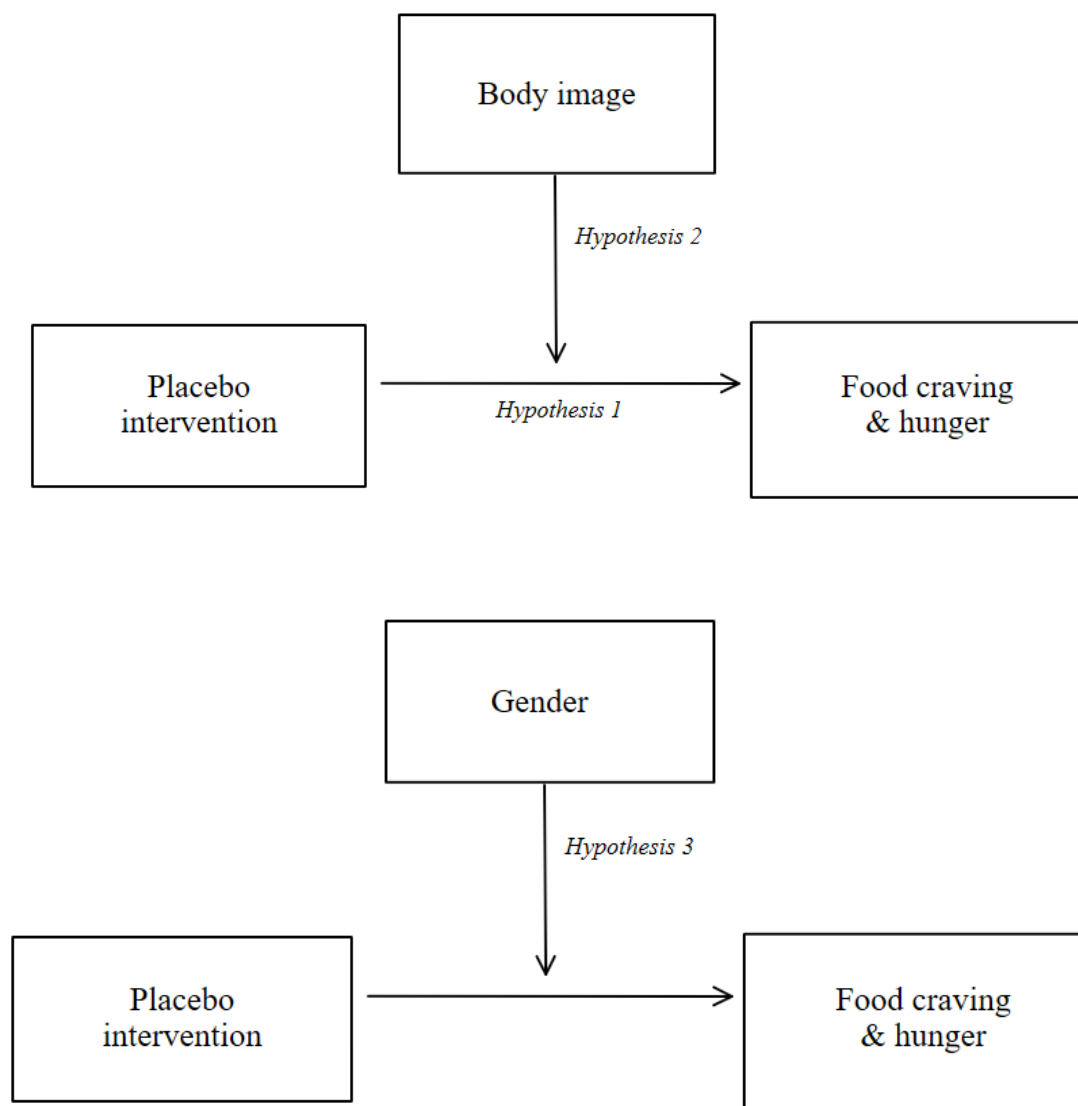 Body image
Hypothesis 2
Placebo
intervention
Hypothesis 1
Food craving
& hunger
Gender
Hypothesis 3
Placebo
intervention
Food craving
& hunger